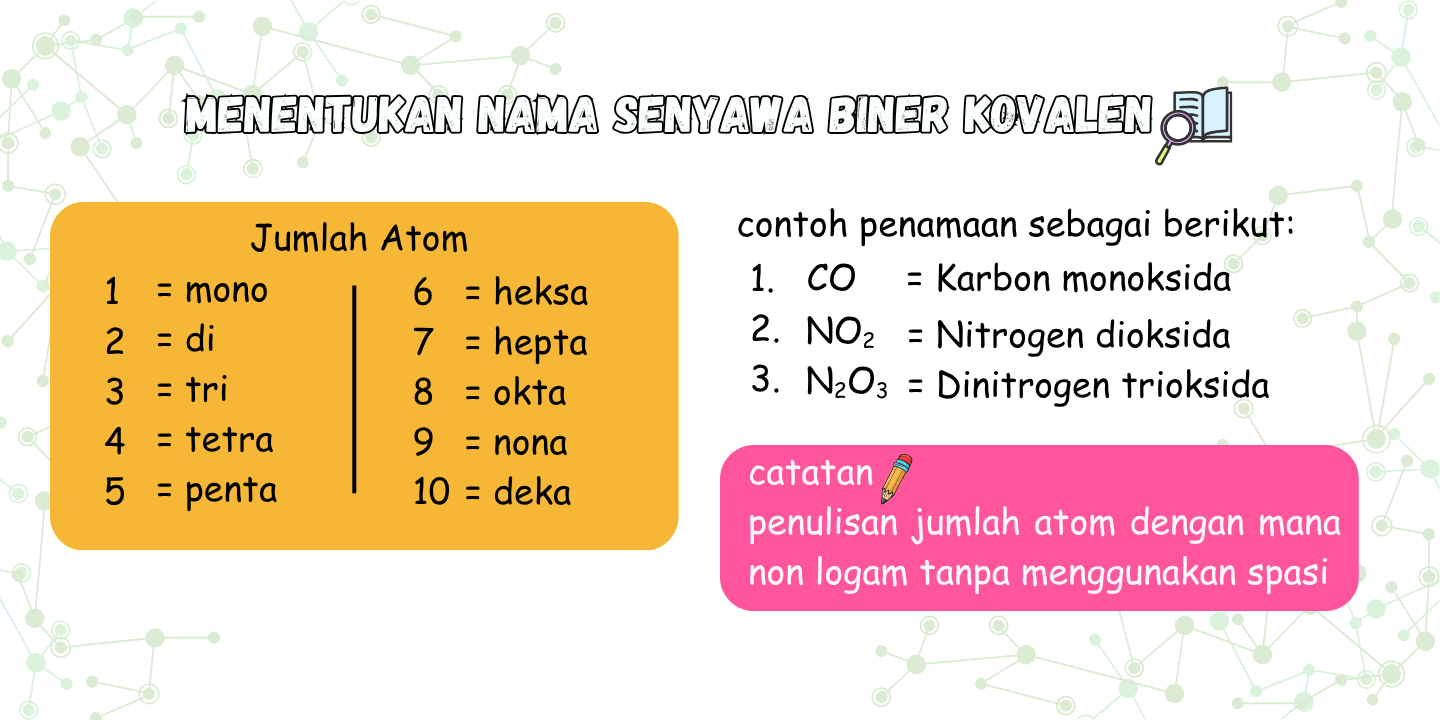 MENENTUKAN NAMA SENYAWA BINER KOVALEN
Jumlah Atom
1 = mono
2 = di
3 = tri
4 = tetra
5 = penta
6 = heksa
7 = hepta
8 = okta
9 = nona
10 = deka
contoh penamaan sebagai berikut:
1. CO = Karbon monoksida
2. NO₂ = Nitrogen dioksida
3. N₂O₃ = Dinitrogen trioksida
catatan
penulisan jumlah atom dengan mana
non logam tanpa menggunakan spasi